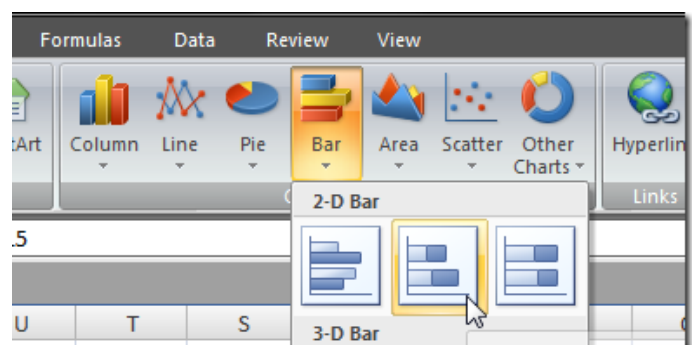 Formulas Data Review View
Art Column Line Pie Bar Area Scatter Other Charts Hyperlin
Links
2-D Bar
.5
U T S
3-D Bar